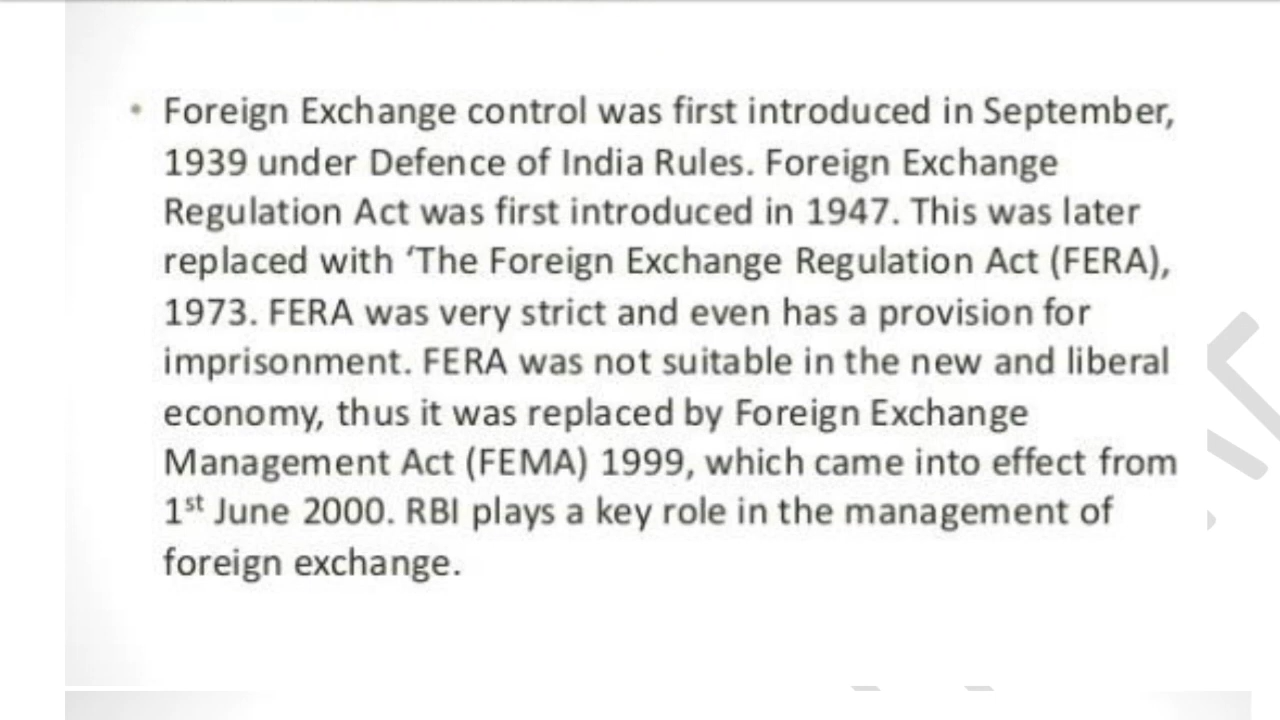 • Foreign Exchange control was first introduced in September,
1939 under Defence of India Rules. Foreign Exchange
Regulation Act was first introduced in 1947. This was later
replaced with ‘The Foreign Exchange Regulation Act (FERA),
1973. FERA was very strict and even has a provision for
imprisonment. FERA was not suitable in the new and liberal
economy, thus it was replaced by Foreign Exchange
Management Act (FEMA) 1999, which came into effect from
1st June 2000. RBI plays a key role in the management of
foreign exchange.